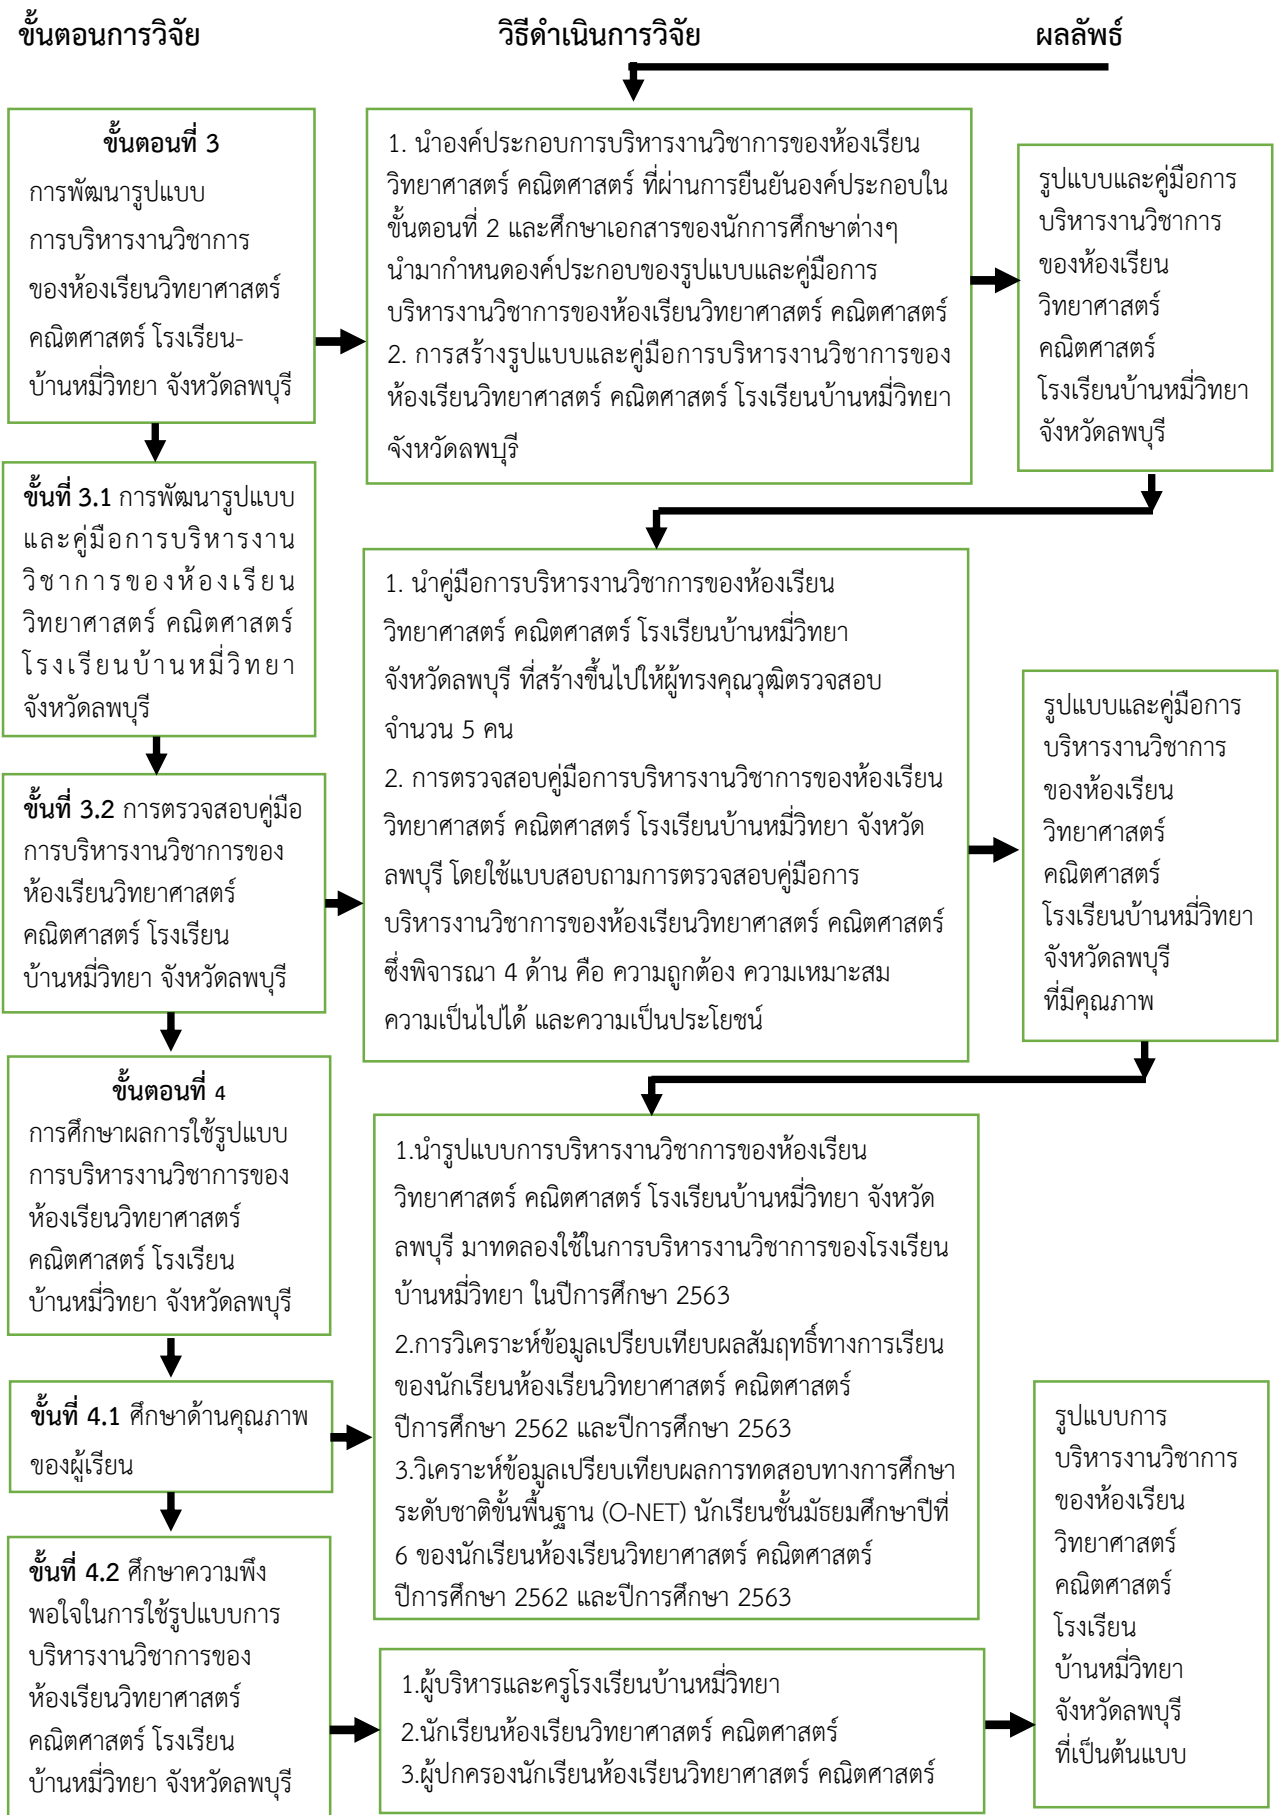 ขั้นตอนการวิจัย
วิธีดำเนินการวิจัย
ผลลัพธ์
ขั้นตอนที่ 3
การพัฒนารูปแบบ
การบริหารงานวิชาการ
ของห้องเรียนวิทยาศาสตร์
คณิตศาสตร์ โรงเรียน-
บ้านหมี่วิทยา จังหวัดลพบุรี
1. นำองค์ประกอบการบริหารงานวิชาการของห้องเรียน
วิทยาศาสตร์ คณิตศาสตร์ ที่ผ่านการยืนยันองค์ประกอบใน
ขั้นตอนที่ 2 และศึกษาเอกสารของนักการศึกษาต่างๆ
นำมากำหนดองค์ประกอบของรูปแบบและคู่มือการ
บริหารงานวิชาการของห้องเรียนวิทยาศาสตร์ คณิตศาสตร์
2. การสร้างรูปแบบและคู่มือการบริหารงานวิชาการของ
ห้องเรียนวิทยาศาสตร์ คณิตศาสตร์ โรงเรียนบ้านหมี่วิทยา
จังหวัดลพบุรี
รูปแบบและคู่มือการ
บริหารงานวิชาการ
ของห้องเรียน
วิทยาศาสตร์
คณิตศาสตร์
โรงเรียนบ้านหมี่วิทยา
จังหวัดลพบุรี
ขั้นที่ 3.1 การพัฒนารูปแบบ
และคู่มือการบริหารงาน
วิชาการของห้องเรียน
วิทยาศาสตร์ คณิตศาสตร์
โรงเรียนบ้านหมี่วิทยา
จังหวัดลพบุรี
ขั้นที่ 3.2 การตรวจสอบคู่มือ
การบริหารงานวิชาการของ
ห้องเรียนวิทยาศาสตร์
คณิตศาสตร์ โรงเรียน
บ้านหมี่วิทยา จังหวัดลพบุรี
1. นำคู่มือการบริหารงานวิชาการของห้องเรียน
วิทยาศาสตร์ คณิตศาสตร์ โรงเรียนบ้านหมี่วิทยา
จังหวัดลพบุรี ที่สร้างขึ้นไปให้ผู้ทรงคุณวุฒิตรวจสอบ
จำนวน 5 คน
2. การตรวจสอบคู่มือการบริหารงานวิชาการของห้องเรียน
วิทยาศาสตร์ คณิตศาสตร์ โรงเรียนบ้านหมี่วิทยา จังหวัด
ลพบุรี โดยใช้แบบสอบถามการตรวจสอบคู่มือการ
บริหารงานวิชาการของห้องเรียนวิทยาศาสตร์ คณิตศาสตร์
ซึ่งพิจารณา 4 ด้าน คือ ความถูกต้อง ความเหมาะสม
ความเป็นไปได้ และความเป็นประโยชน์
รูปแบบและคู่มือการ
บริหารงานวิชาการ
ของห้องเรียน
วิทยาศาสตร์
คณิตศาสตร์
โรงเรียนบ้านหมี่วิทยา
จังหวัดลพบุรี
ที่มีคุณภาพ
ขั้นตอนที่ 4
การศึกษาผลการใช้รูปแบบ
การบริหารงานวิชาการของ
ห้องเรียนวิทยาศาสตร์
คณิตศาสตร์ โรงเรียน
บ้านหมี่วิทยา จังหวัดลพบุรี
ขั้นที่ 4.1 ศึกษาด้านคุณภาพ
ของผู้เรียน
1.นำรูปแบบการบริหารงานวิชาการของห้องเรียน
วิทยาศาสตร์ คณิตศาสตร์ โรงเรียนบ้านหมี่วิทยา จังหวัด
ลพบุรี มาทดลองใช้ในการบริหารงานวิชาการของโรงเรียน
บ้านหมี่วิทยา ในปีการศึกษา 2563
2.การวิเคราะห์ข้อมูลเปรียบเทียบผลสัมฤทธิ์ทางการเรียน
ของนักเรียนห้องเรียนวิทยาศาสตร์ คณิตศาสตร์
ปีการศึกษา 2562 และปีการศึกษา 2563
3.วิเคราะห์ข้อมูลเปรียบเทียบผลการทดสอบทางการศึกษา
ระดับชาติขั้นพื้นฐาน (O-NET) นักเรียนชั้นมัธยมศึกษาปีที่
6 ของนักเรียนห้องเรียนวิทยาศาสตร์ คณิตศาสตร์
ปีการศึกษา 2562 และปีการศึกษา 2563
ขั้นที่ 4.2 ศึกษาความพึง
พอใจในการใช้รูปแบบการ
บริหารงานวิชาการของ
ห้องเรียนวิทยาศาสตร์
คณิตศาสตร์ โรงเรียน
บ้านหมี่วิทยา จังหวัดลพบุรี
1.ผู้บริหารและครูโรงเรียนบ้านหมี่วิทยา
2.นักเรียนห้องเรียนวิทยาศาสตร์ คณิตศาสตร์
3.ผู้ปกครองนักเรียนห้องเรียนวิทยาศาสตร์ คณิตศาสตร์
รูปแบบการ
บริหารงานวิชาการ
ของห้องเรียน
วิทยาศาสตร์
คณิตศาสตร์
โรงเรียน
บ้านหมี่วิทยา
จังหวัดลพบุรี
ที่เป็นต้นแบบ